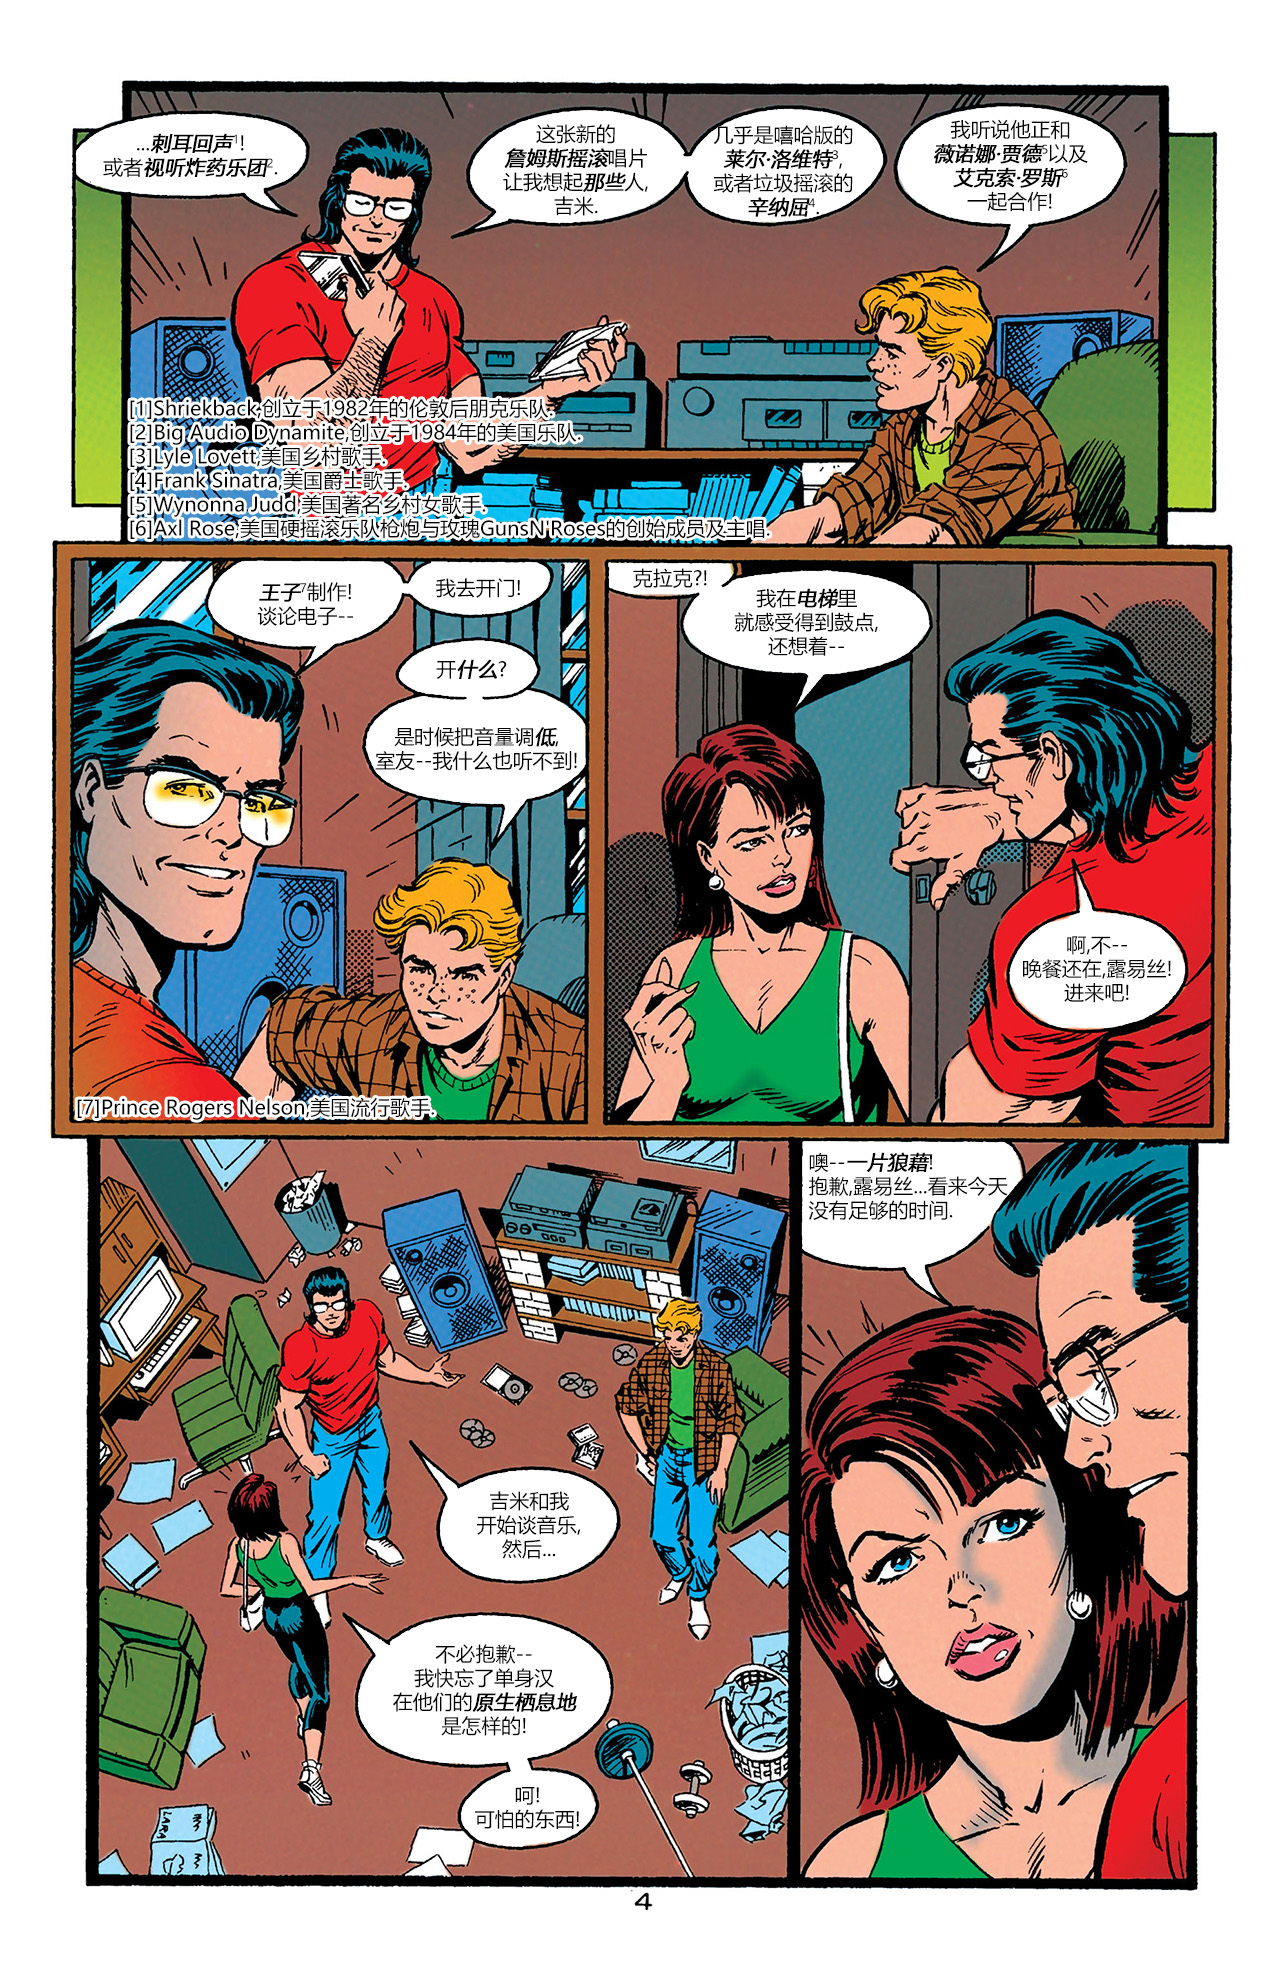 ...刺耳回声¹!
或者视听炸药乐团².
这张新的
詹姆斯摇滚唱片
让我想起那些人,
吉米.
几乎是嘻哈版的
莱尔·洛维特³,
或者垃圾摇滚的
辛纳屈⁴.
我听说他正和
薇诺娜·贾德⁵以及
艾克索·罗斯⁶
一起合作!
[1]Shriekback,创立于1982年的伦敦后朋克乐队.
[2]Big Audio Dynamite,创立于1984年的美国乐队.
[3]Lyle Lovett,美国乡村歌手.
[4]Frank Sinatra,美国爵士歌手.
[5]Wynonna Judd,美国著名乡村女歌手.
[6]Axl Rose,美国硬摇滚乐队枪炮与玫瑰GunsN'Roses的创始成员及主唱.
王子⁷制作!
谈论电子--
我去开门!
开什么?
是时候把音量调低,
室友--我什么也听不到!
[7]Prince Rogers Nelson,美国流行歌手.
克拉克?!
我在电梯里
就感受得到鼓点,
还想着--
啊,不--
晚餐还在,露易丝!
进来吧!
吉米和我
开始谈音乐,
然后...
不必抱歉--
我快忘了单身汉
在他们的原生栖息地
是怎样的!
呵!
可怕的东西!
噢--一片狼藉!
抱歉,露易丝...看来今天
没有足够的时间.
4